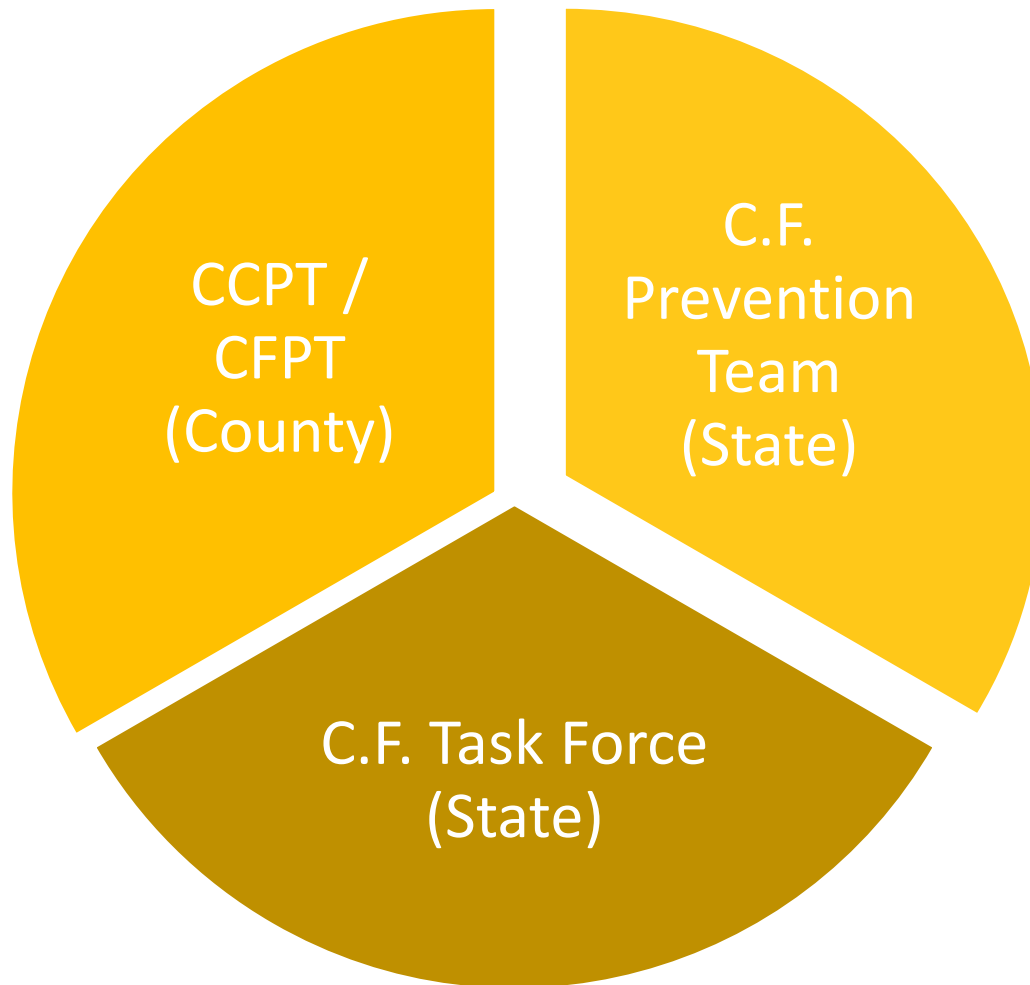 CCPT /
CFPT
(County)
C.F.
Prevention
Team
(State)
C.F. Task Force
(State)